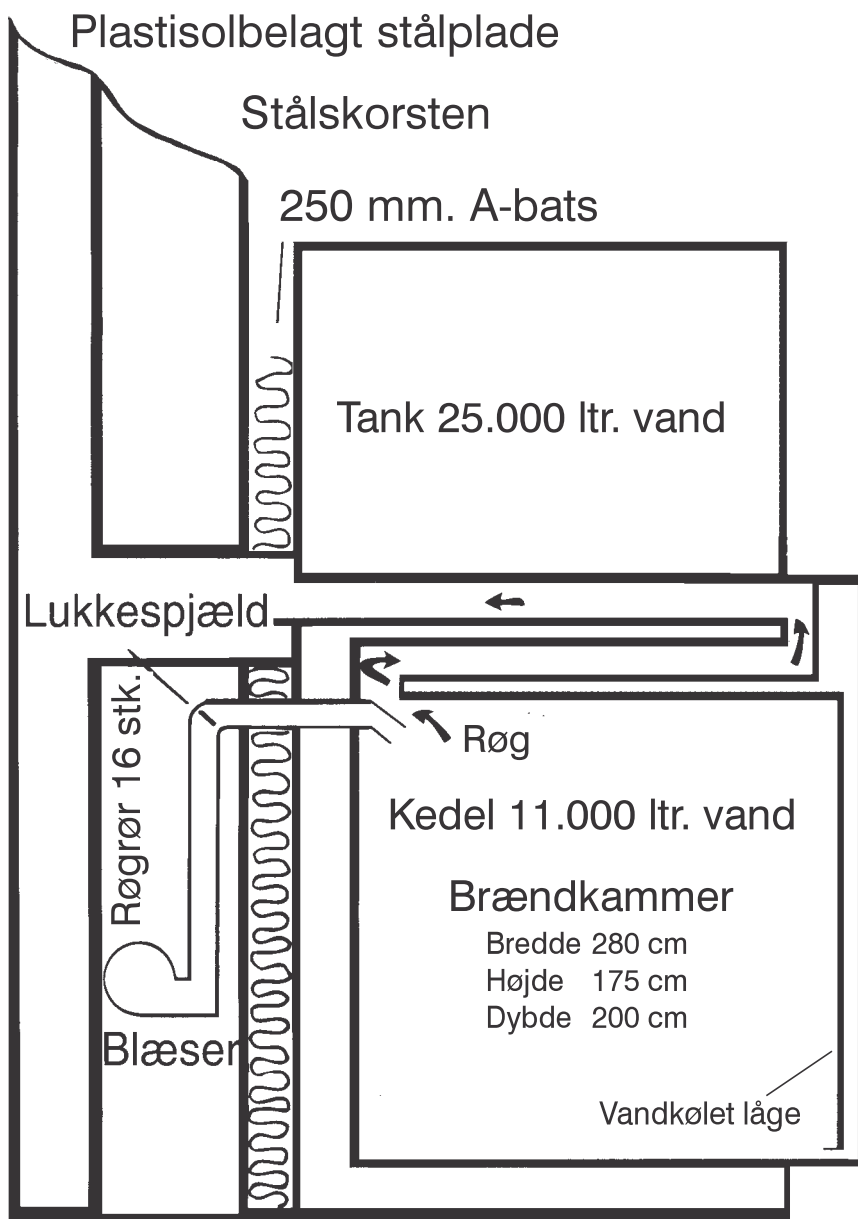 Plastisolbelagt stålplade
Stålskorsten
250 mm. A-bats
Tank 25.000 ltr. vand
Lukkespjæld
Røgrør 16 stk.
Røg
Kedel 11.000 ltr. vand
Brændkammer
Bredde 280 cm
Højde 175 cm
Dybde 200 cm
Blæser
Vandkølet låge